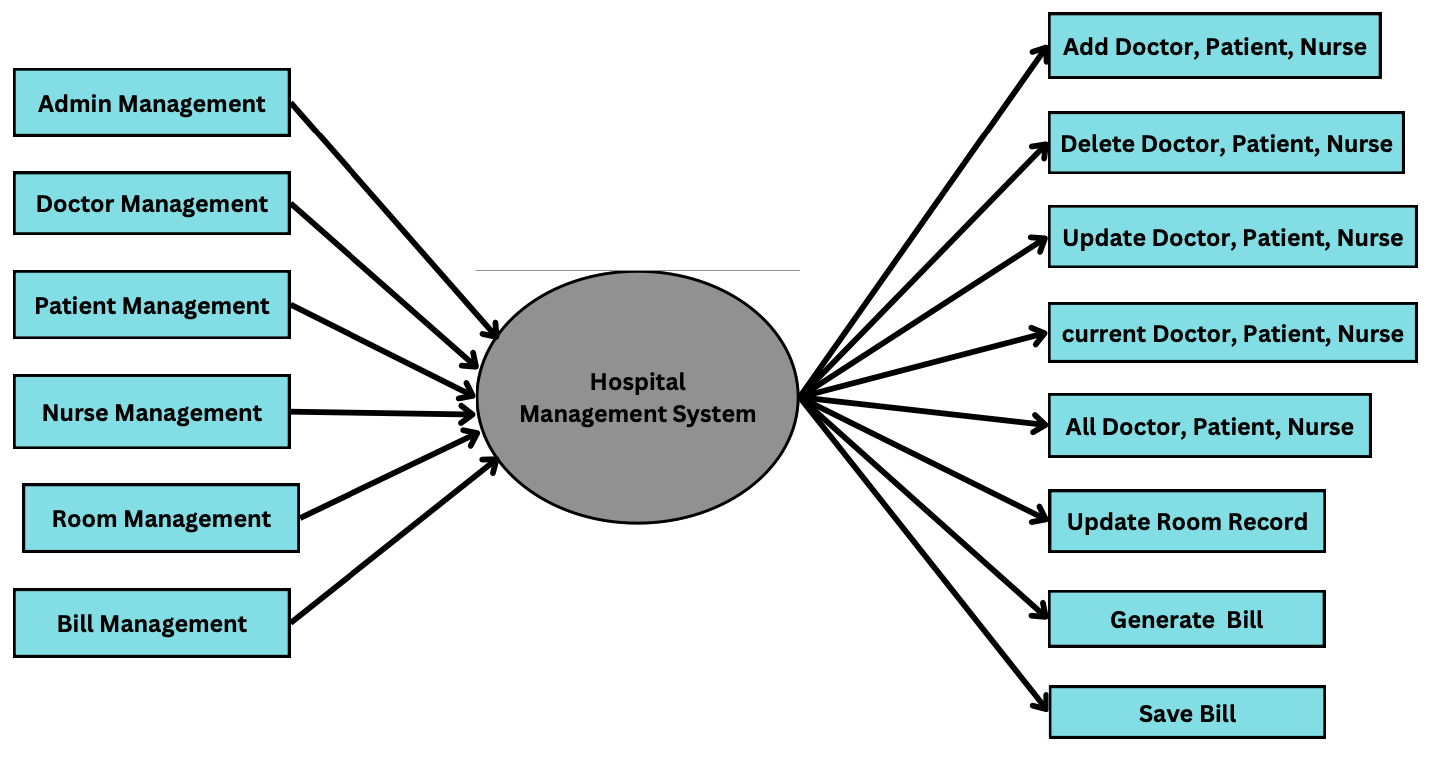 Admin Management
Doctor Management
Patient Management
Nurse Management
Room Management
Bill Management
Hospital
Management System
Add Doctor, Patient, Nurse
Delete Doctor, Patient, Nurse
Update Doctor, Patient, Nurse
current Doctor, Patient, Nurse
All Doctor, Patient, Nurse
Update Room Record
Generate  Bill
Save Bill